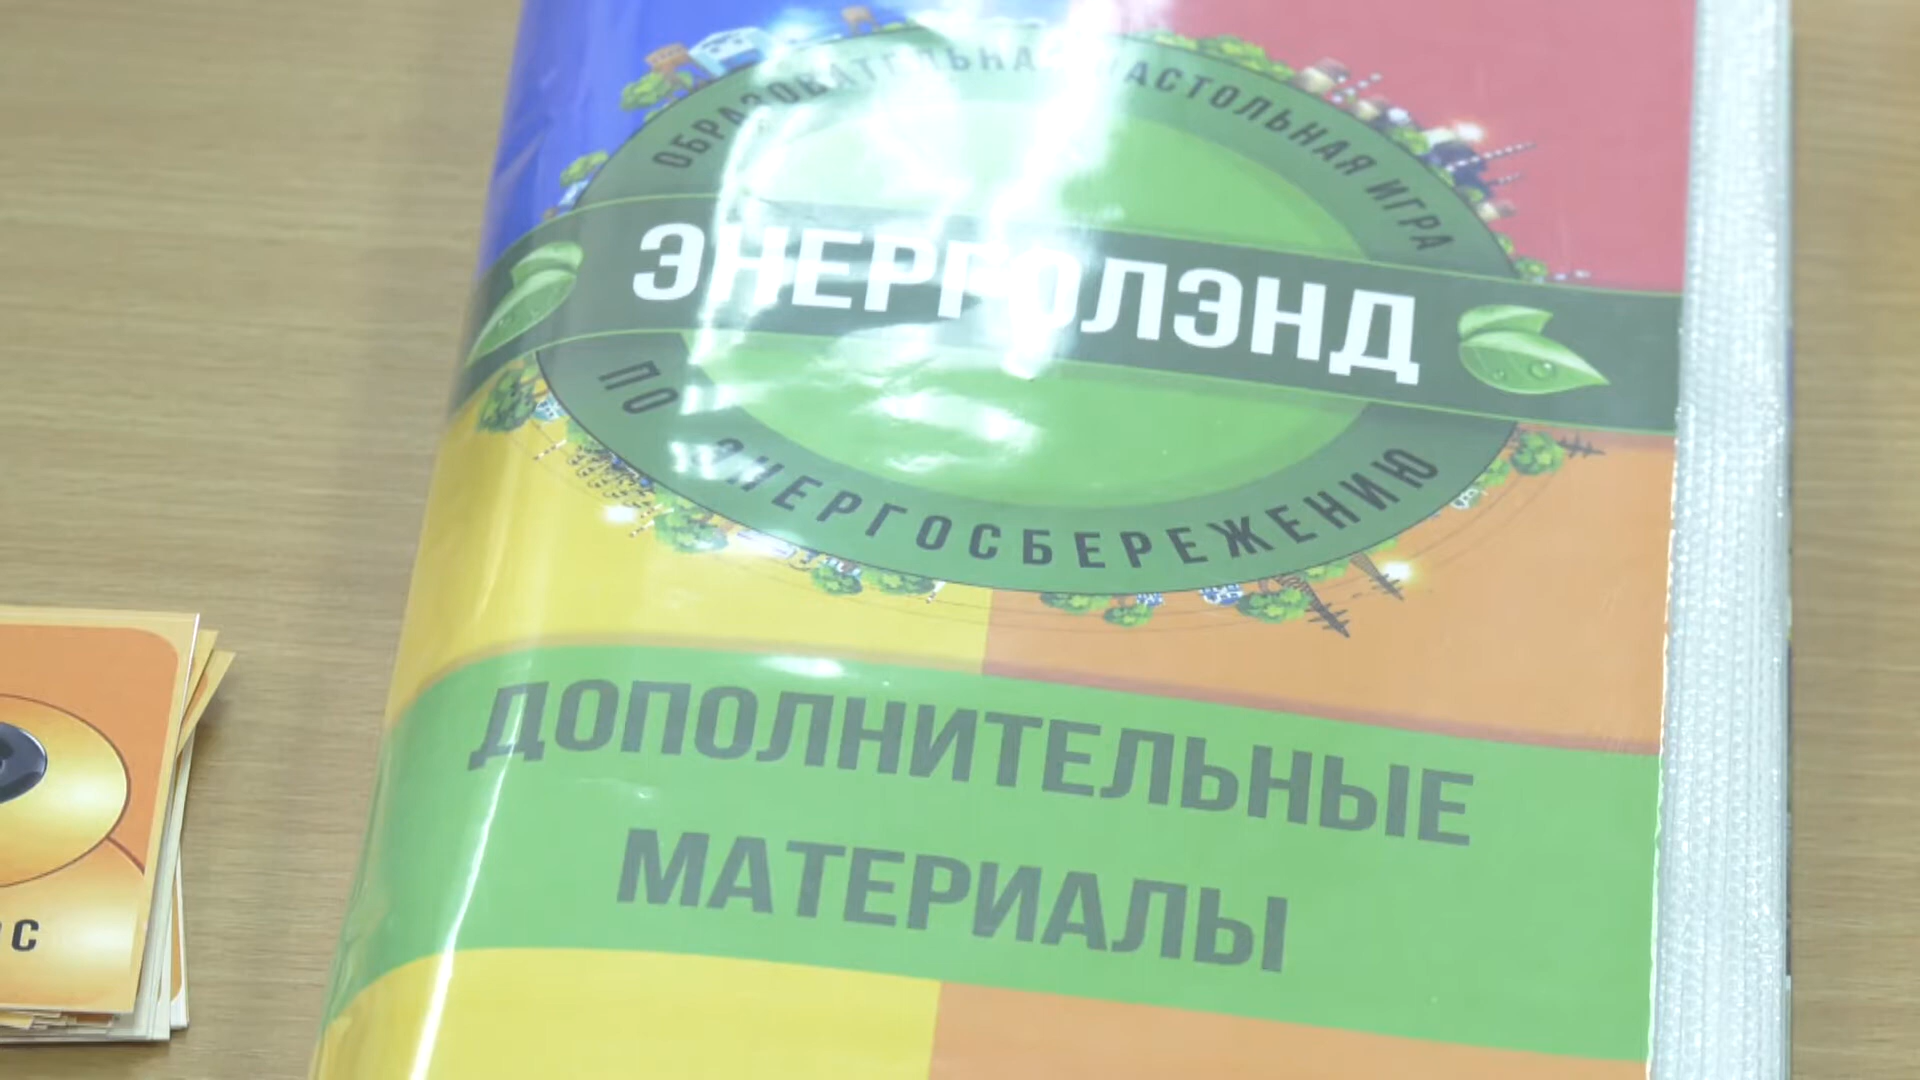 ОБРАЗОВАТЕЛЬНАЯ НАСТОЛЬНАЯ ИГРА
ЭНЕРГОЛЭНД
ПО ЭНЕРГОСБЕРЕЖЕНИЮ
ДОПОЛНИТЕЛЬНЫЕ
МАТЕРИАЛЫ